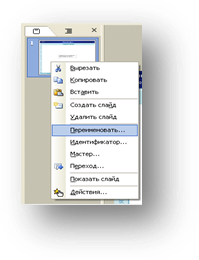 Вырезать
Копировать
Вставить
Создать слайд
Удалить слайд
Переименовать...
Идентификатор...
Мастер...
Переход...
Показать слайд
Действия...